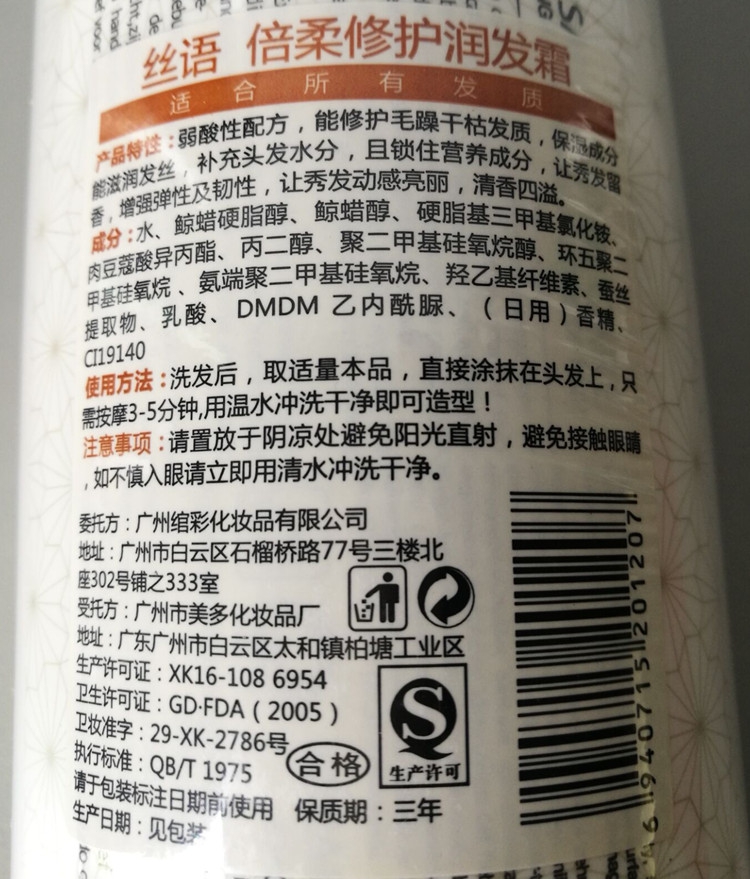 丝语 倍柔修护润发霜
适合所有发质
产品特性：弱酸性配方，能修护毛躁干枯发质，保湿成分
能滋润发丝，补充头发水分，且锁住营养成分，让秀发留
香，增强弹性及韧性，让秀发动感亮丽，清香四溢。
成分：水、鲸蜡硬脂醇、鲸蜡醇、硬脂基三甲基氯化铵、
肉豆蔻酸异丙酯、丙二醇、聚二甲基硅氧烷醇、环五聚二
甲基硅氧烷、氨端聚二甲基硅氧烷、羟乙基纤维素、蚕丝
提取物、乳酸、DMDM 乙内酰脲、（日用）香精、
CI19140
使用方法：洗发后，取适量本品，直接涂抹在头发上，只
需按摩3-5分钟,用温水冲洗干净即可造型！
注意事项：请置放于阴凉处避免阳光直射，避免接触眼睛
，如不慎入眼请立即用清水冲洗干净。
委托方：广州绾彩化妆品有限公司
地址：广州市白云区石榴桥路77号三楼北
座302号铺之333室
受托方：广州市美多化妆品厂
地址：广东广州市白云区太和镇柏塘工业区
生产许可证：XK16-108 6954
卫生许可证：GD·FDA（2005）
卫妆准字：29-XK-2786号
执行标准：QB/T 1975
合格
生产许可
请于包装标注日期前使用 保质期：三年
生产日期：见包装
6940715201207